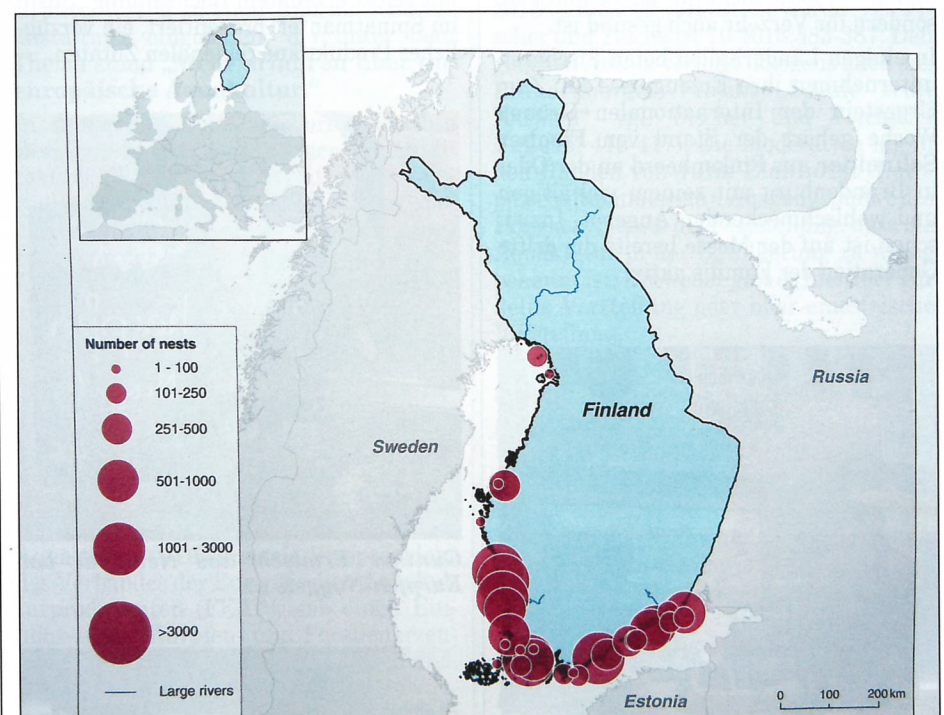 Number of nests
1 - 100
101-250
251-500
501-1000
1001 - 3000
>3000
Large rivers
Sweden
Finland
Russia
Estonia
0 100 200 km